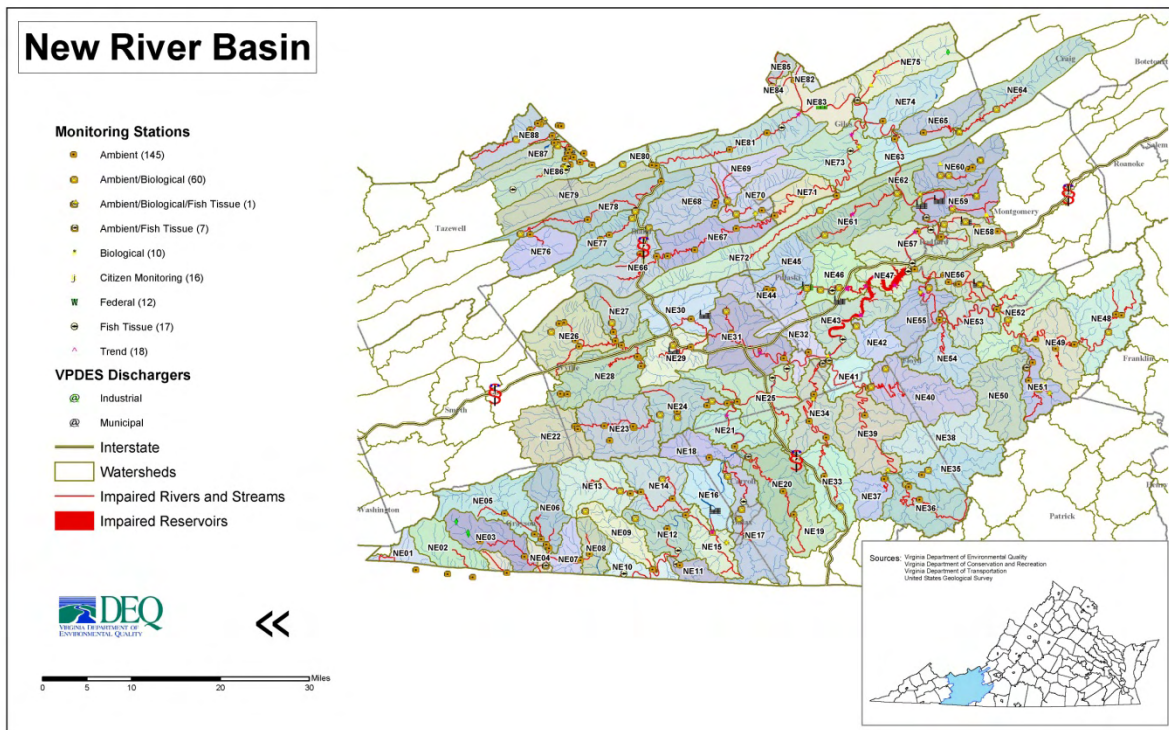 New River Basin
Monitoring Stations
Ambient (145)
Ambient/Biological (60)
Ambient/Biological/Fish Tissue (1)
Ambient/Fish Tissue (7)
Biological (10)
Citizen Monitoring (16)
Federal (12)
Fish Tissue (17)
Trend (18)
VPDES Dischargers
Industrial
Municipal
Interstate
Watersheds
Impaired Rivers and Streams
Impaired Reservoirs
DEQ
VIRGINIA DEPARTMENT OF
ENVIRONMENTAL QUALITY
<<
0 5 10 20 30 Miles
NE85
NE82
NE75
Craig
Botetourt
NE84
NE83
NE74
NE64
NE65
NE88
NE81
NE87
NE80
NE73
NE63
Salem
Roanoke
NE86
NE69
NE60
NE79
NE70
NE71
NE62
NE68
NE59
NE78
NE61
Montgomery
Tazewell
NE67
NE58
NE76
NE77
NE72
NE57
NE66
NE45
Pulaski
NE46
NE47
NE56
NE44
NE30
NE43
NE55
NE53
NE52
NE48
NE27
NE26
NE31
NE32
NE42
NE49
NE29
NE54
Franklin
NE28
NE41
NE51
Smyth
NE25
NE40
NE50
NE24
NE34
NE22
NE23
NE21
NE39
NE38
NE18
NE35
Carroll
NE13
NE14
NE16
NE20
NE33
NE37
NE05
NE36
Patrick
Washington
NE06
Grayson
NE09
NE12
NE17
NE19
NE01
NE02
NE03
NE04
NE07
NE08
NE15
NE10
NE11
Sources: Virginia Department of Environmental Quality
Virginia Department of Conservation and Recreation
Virginia Department of Transportation
United States Geological Survey